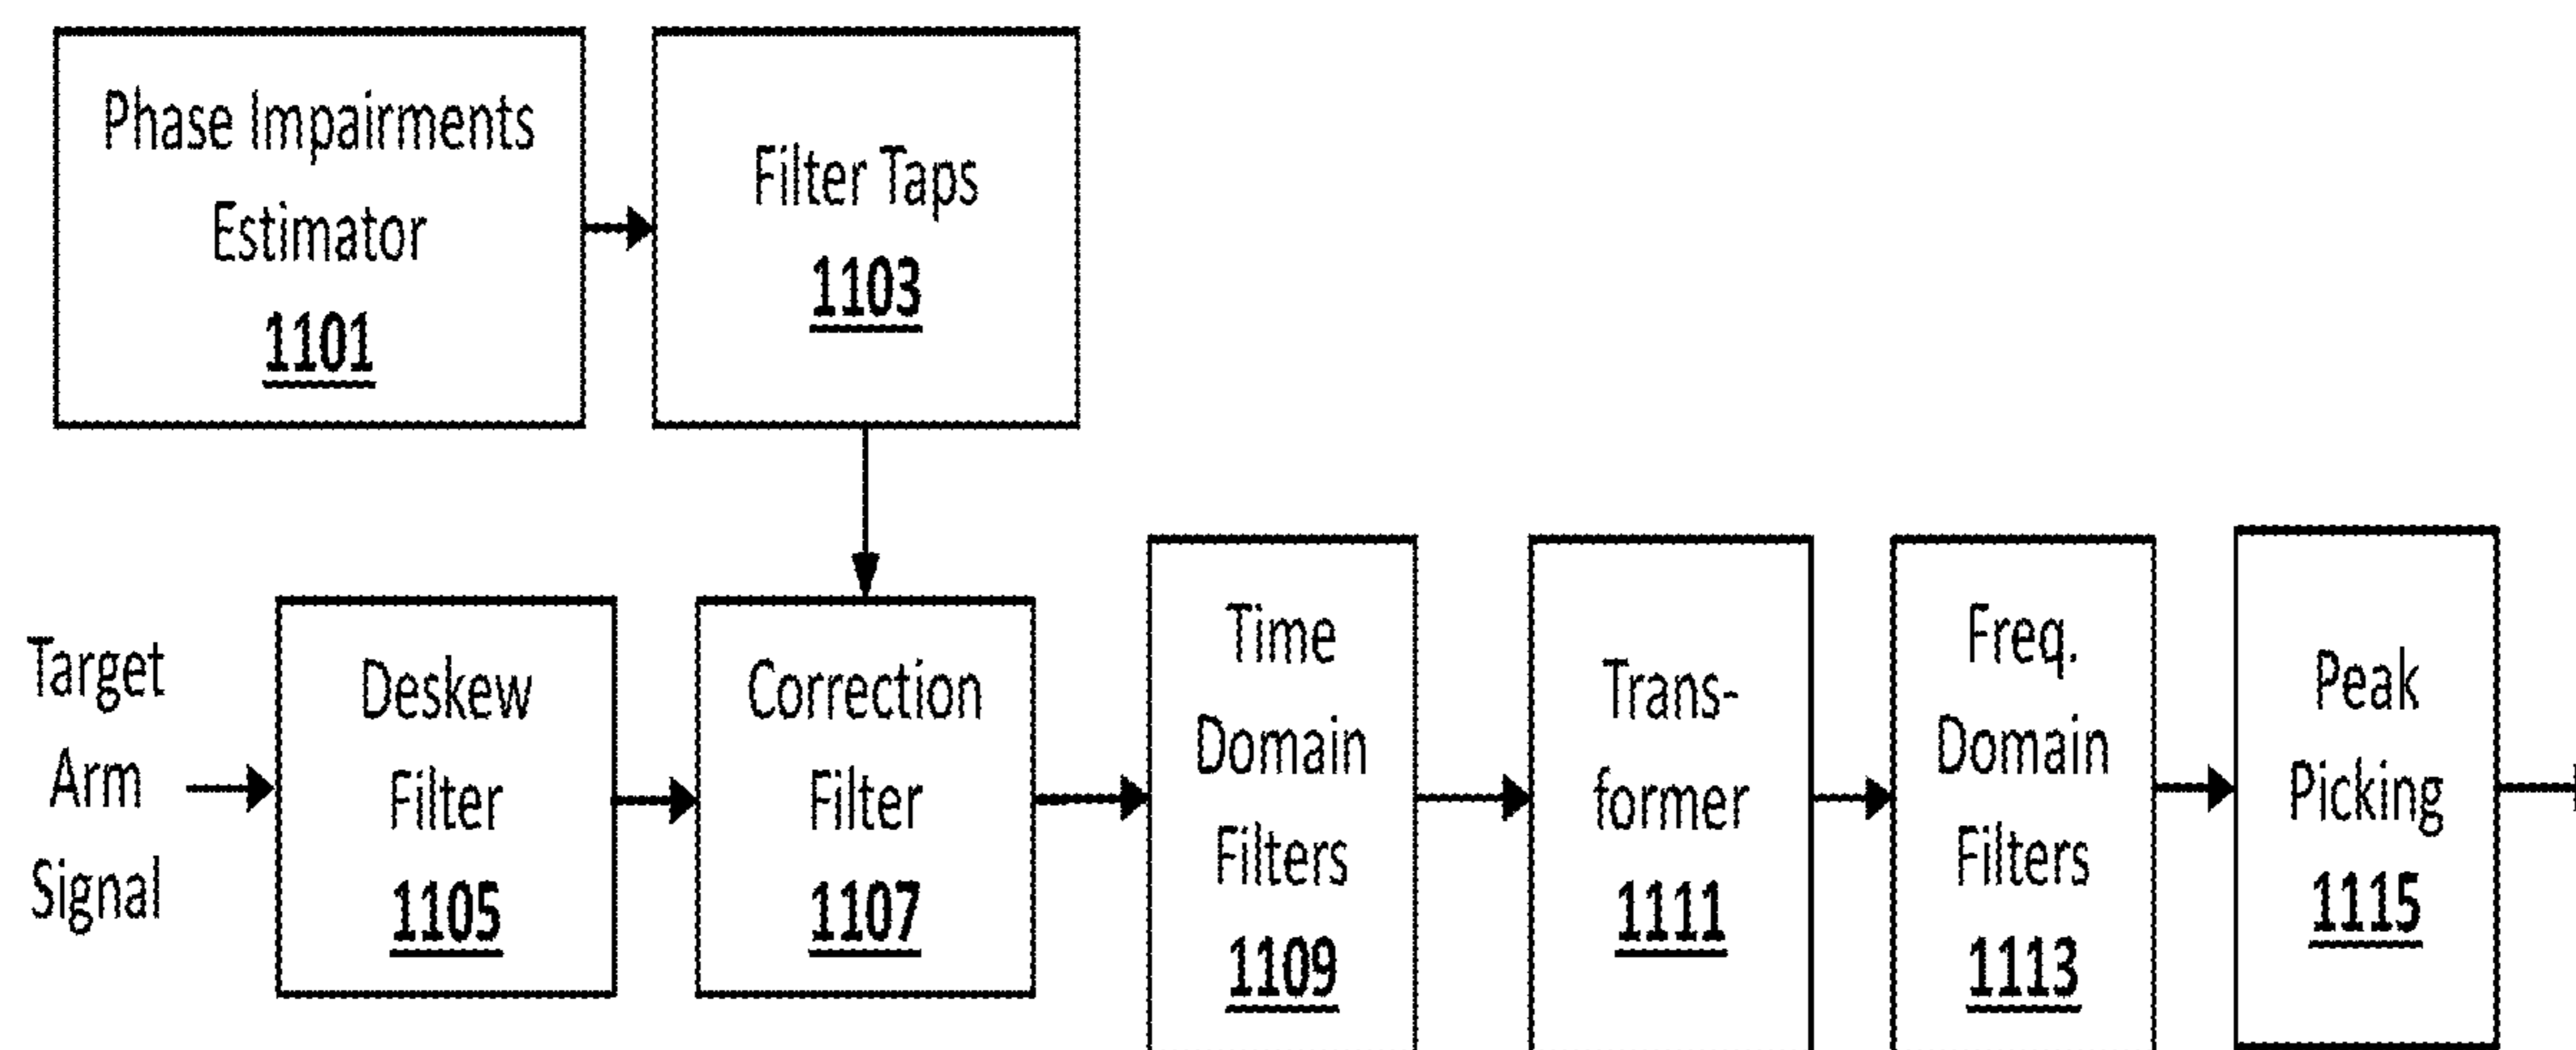 Phase Impairments
Estimator
1101
Filter Taps
1103
Target
Arm
Signal
Deskew
Filter
1105
Correction
Filter
1107
Time
Domain
Filters
1109
Trans-
former
1111
Freq.
Domain
Filters
1113
Peak
Picking
1115